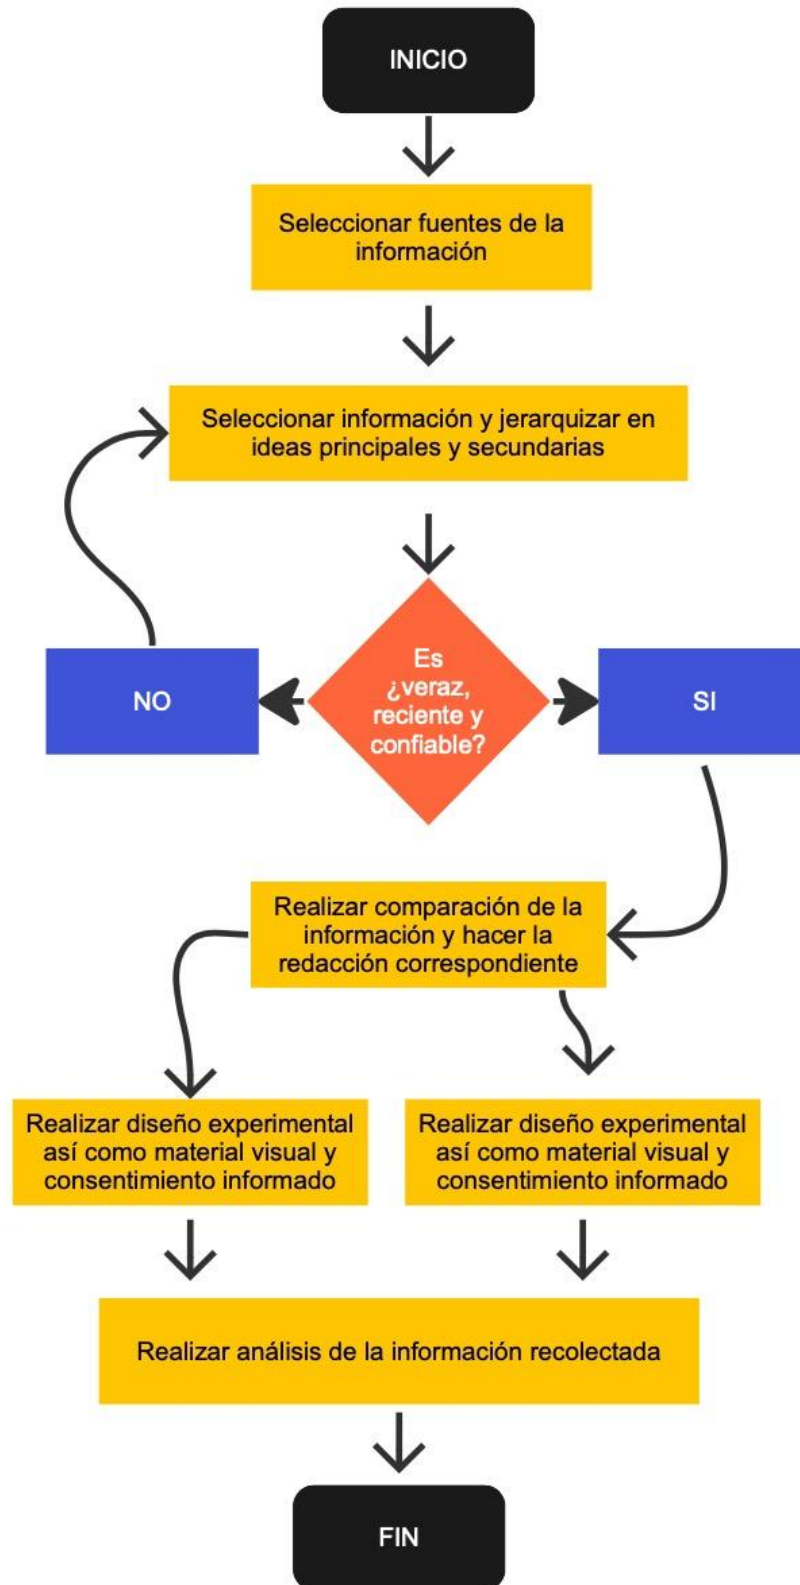 INICIO
Seleccionar fuentes de la
información
Seleccionar información y jerarquizar en
ideas principales y secundarias
Es
¿veraz,
reciente y
confiable?
NO
SI
Realizar comparación de la
información y hacer la
redacción correspondiente
Realizar diseño experimental
así como material visual y
consentimiento informado
Realizar diseño experimental
así como material visual y
consentimiento informado
Realizar análisis de la información recolectada
FIN